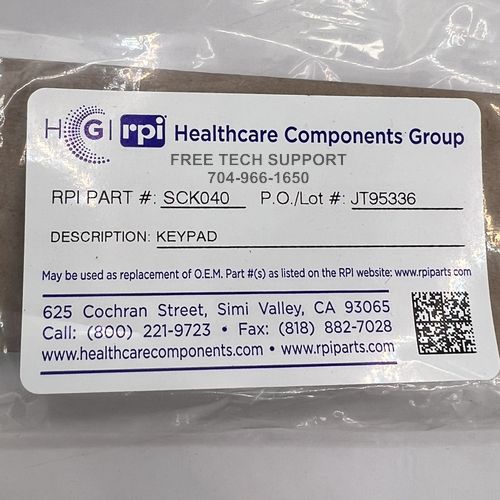 HCG rpi Healthcare Components Group
FREE TECH SUPPORT
704-966-1650
RPI PART #: SCK040 P.O./Lot #: JT95336
DESCRIPTION: KEYPAD
May be used as replacement of O.E.M. Part #(s) as listed on the RPI website: www.rpiparts.com
625 Cochran Street, Simi Valley, CA 93065
Call: (800) 221-9723 • Fax: (818) 882-7028
www.healthcarecomponents.com • www.rpiparts.com